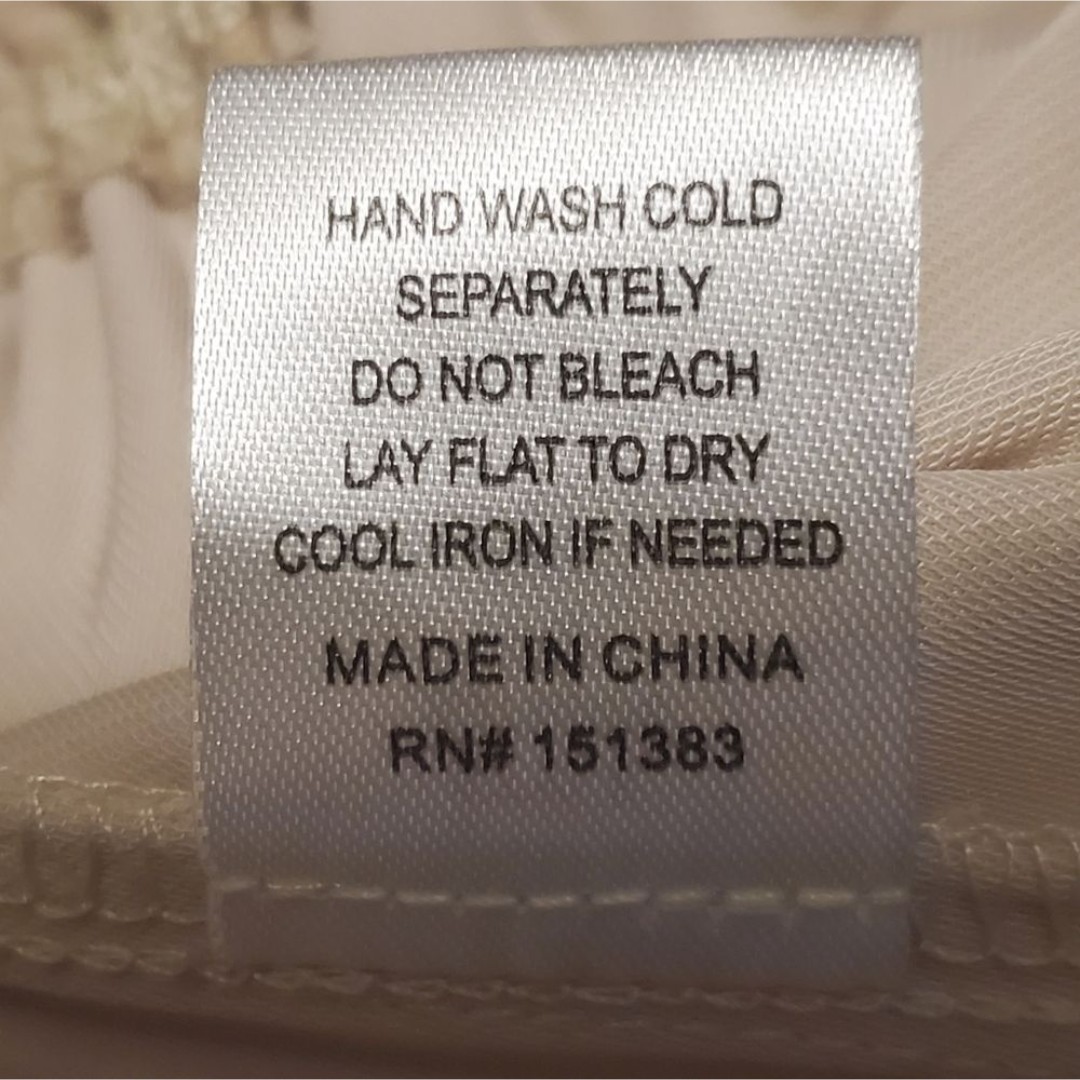 HAND WASH COLD
SEPARATELY
DO NOT BLEACH
LAY FLAT TO DRY
COOL IRON IF NEEDED
MADE IN CHINA
RN# 151383